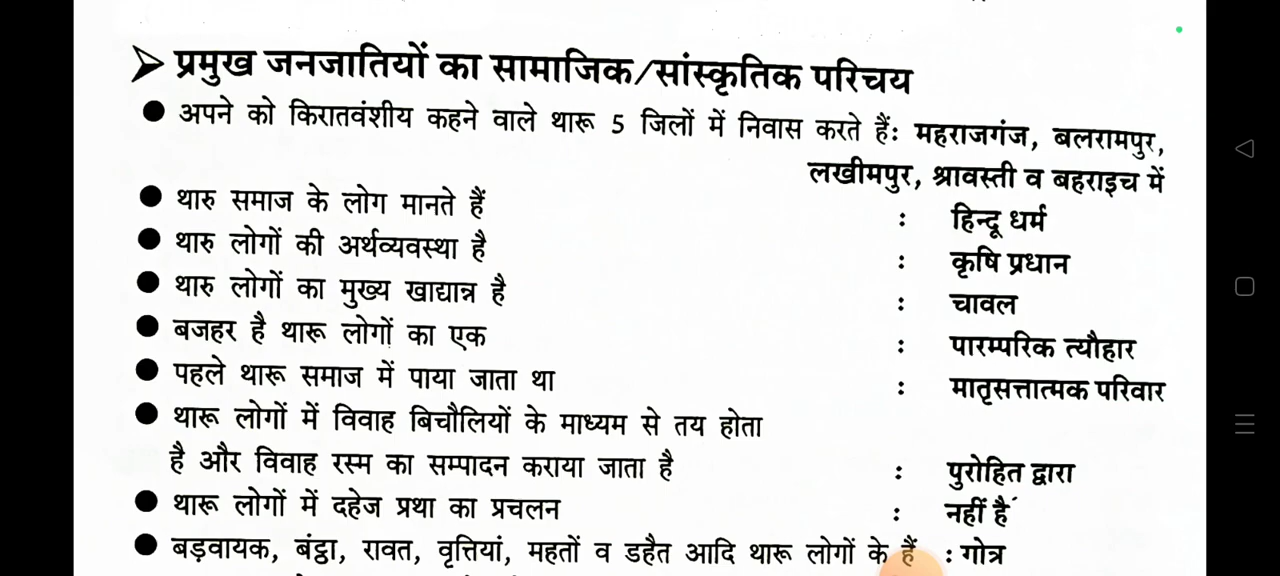 ➤ प्रमुख जनजातियों का सामाजिक/सांस्कृतिक परिचय
● अपने को किरातवंशीय कहने वाले थारू 5 जिलों में निवास करते हैं: महराजगंज, बलरामपुर,
लखीमपुर, श्रावस्ती व बहराइच में
● थारु समाज के लोग मानते हैं : हिन्दू धर्म
● थारु लोगों की अर्थव्यवस्था है : कृषि प्रधान
● थारु लोगों का मुख्य खाद्यान्न है : चावल
● बजहर है थारू लोगों का एक : पारम्परिक त्यौहार
● पहले थारू समाज में पाया जाता था : मातृसत्तात्मक परिवार
● थारू लोगों में विवाह बिचौलियों के माध्यम से तय होता
है और विवाह रस्म का सम्पादन कराया जाता है : पुरोहित द्वारा
● थारू लोगों में दहेज प्रथा का प्रचलन : नहीं है
● बड़वायक, बंट्ठा, रावत, वृत्तियां, महतों व डहैत आदि थारू लोगों के हैं : गोत्र